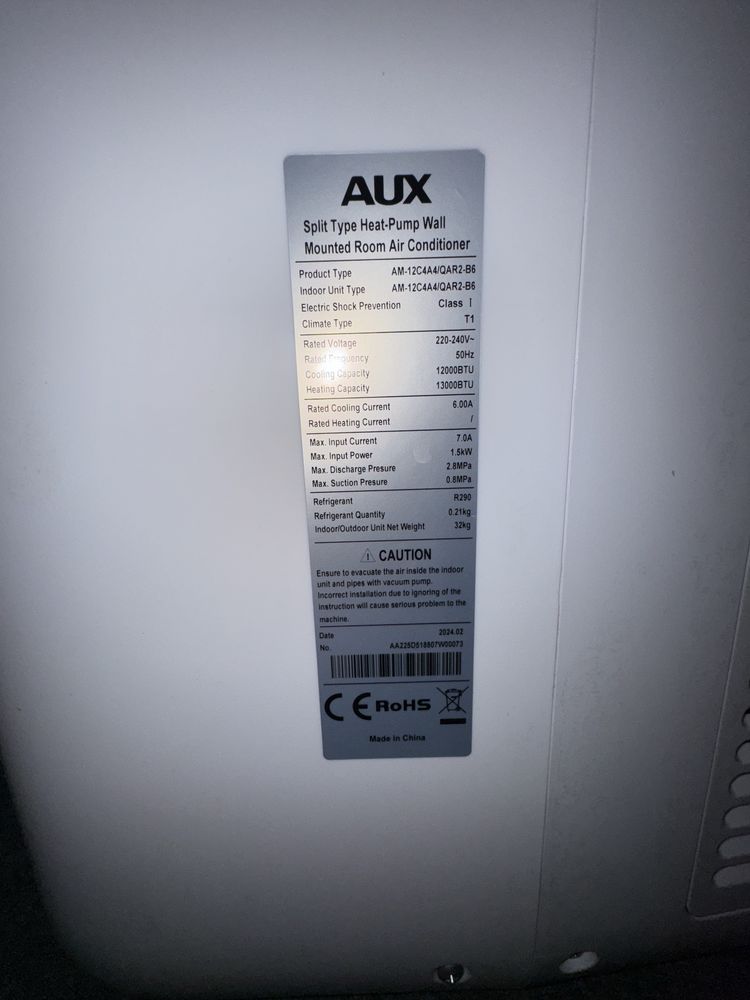 AUX
Split Type Heat-Pump Wall
Mounted Room Air Conditioner
Product Type AM-12C4A4/QAR2-B6
Indoor Unit Type AM-12C4A4/QAR2-B6
Electric Shock Prevention Class I
Climate Type T1
Rated Voltage 220-240V~
Rated Frequency 50Hz
Cooling Capacity 12000BTU
Heating Capacity 13000BTU
Rated Cooling Current 6.00A
Rated Heating Current /
Max. Input Current 7.0A
Max. Input Power 1.5kW
Max. Discharge Presure 2.8MPa
Max. Suction Presure 0.8MPa
Refrigerant R290
Refrigerant Quantity 0.21kg
Indoor/Outdoor Unit Net Weight 32kg
CAUTION
Ensure to evacuate the air inside the indoor
unit and pipes with vacuum pump.
Incorrect installation due to ignoring of the
instruction will cause serious problem to the
machine.
Date 2024.02
No. AA225D518807W00073
CE RoHS
Made in China